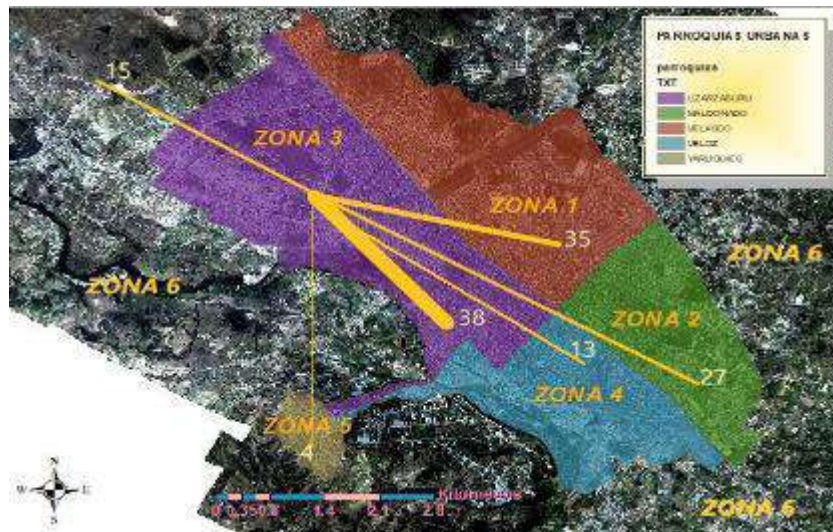 PARROQUIAS URBANAS
parroquias
TXT
LIZARZABURU
MALDONADO
VELASCO
VELOZ
YARUQUIES
15
ZONA 3
ZONA 1
35
ZONA 6
ZONA 6
38
ZONA 2
13
27
ZONA 4
ZONA 5
4
N
W
E
S
Kilometers
0 0,35 0,7 1.4 2.1 2.8
ZONA 6